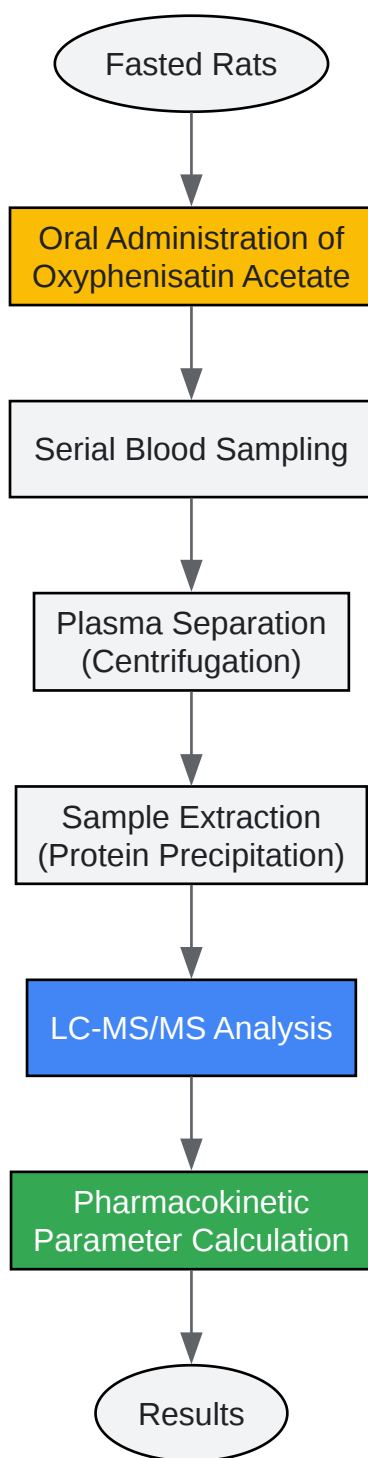 Fasted Rats
Oral Administration of
Oxyphenisatin Acetate
Serial Blood Sampling
Plasma Separation
(Centrifugation)
Sample Extraction
(Protein Precipitation)
LC-MS/MS Analysis
Pharmacokinetic
Parameter Calculation
Results